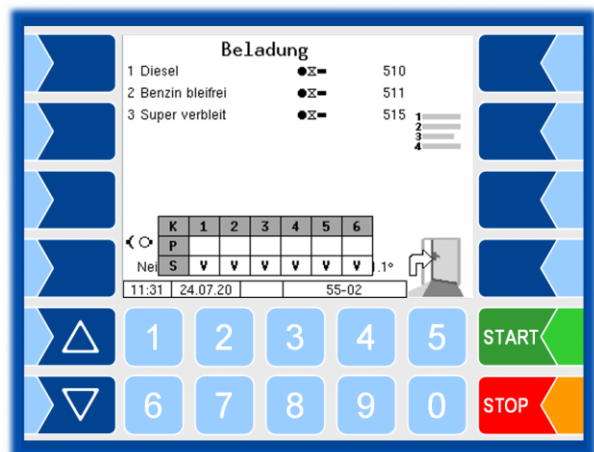 Beladung
1 Diesel 510
2 Benzin bleifrei 511
3 Super verbleit 515
1
2
3
4
K 1 2 3 4 5 6
P
Nei S V V V V V V .1°
11:31 24.07.20 55-02
1 2 3 4 5 START
6 7 8 9 0 STOP